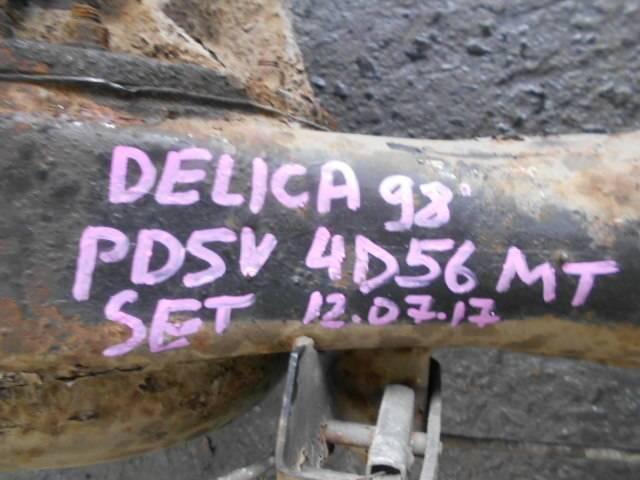 DELICA 98'
PD5V 4D56 MT
SET 12.07.17